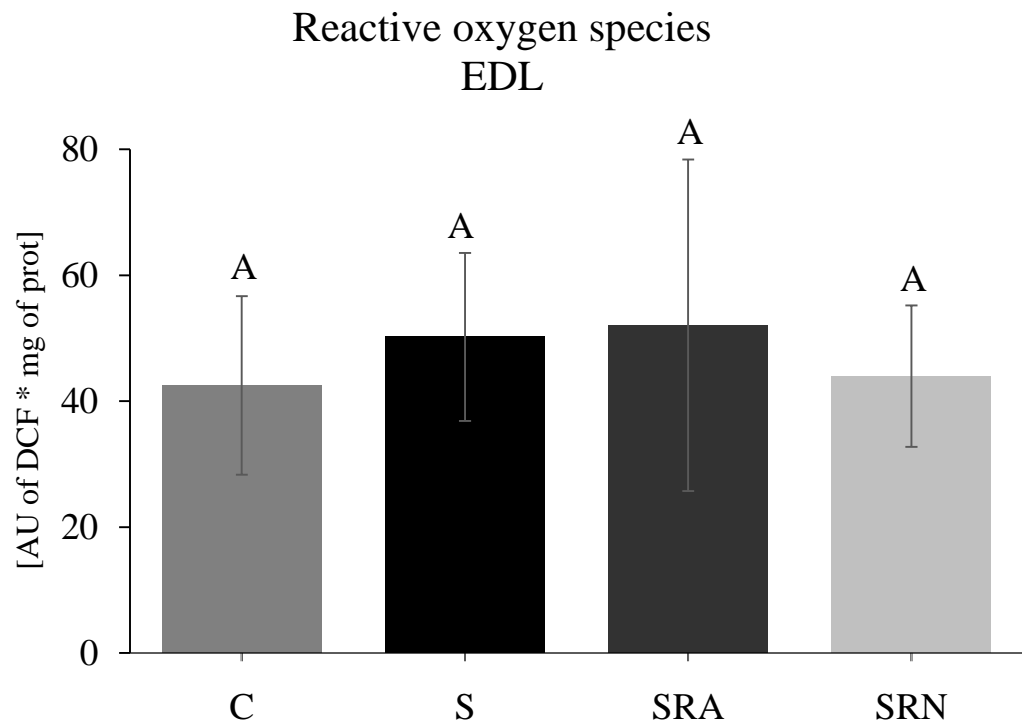 Reactive oxygen species
EDL
[AU of DCF * mg of prot]
80
60
40
20
0
A
A
A
A
C
S
SRA
SRN